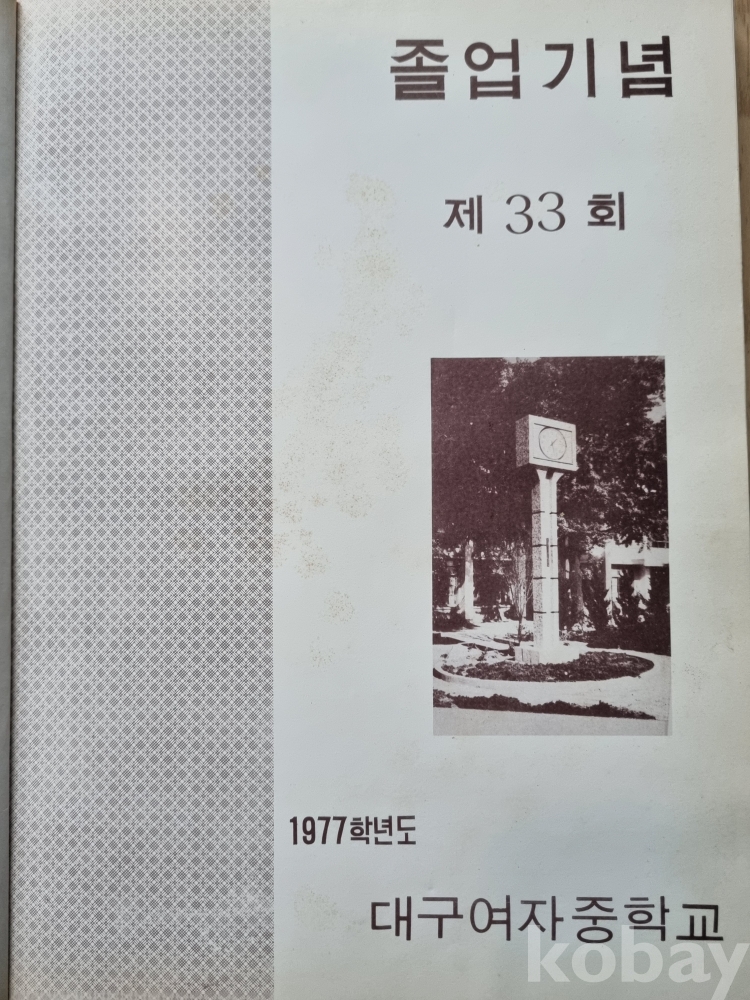 졸업기념
제 33 회
1977학년도
대구여자중학교
kobay